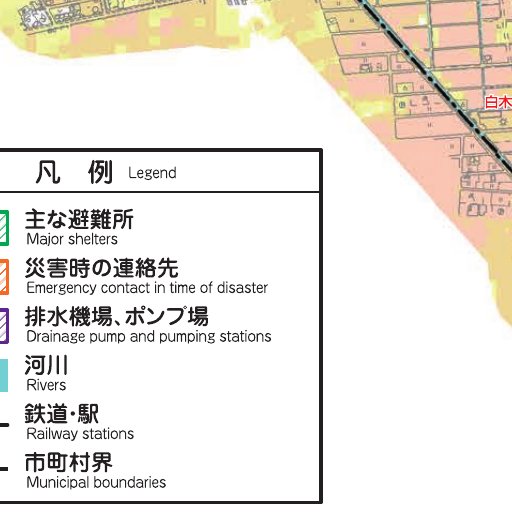 白木
凡 例 Legend
主な避難所
Major shelters
災害時の連絡先
Emergency contact in time of disaster
排水機場、ポンプ場
Drainage pump and pumping stations
河川
Rivers
鉄道・駅
Railway stations
市町村界
Municipal boundaries